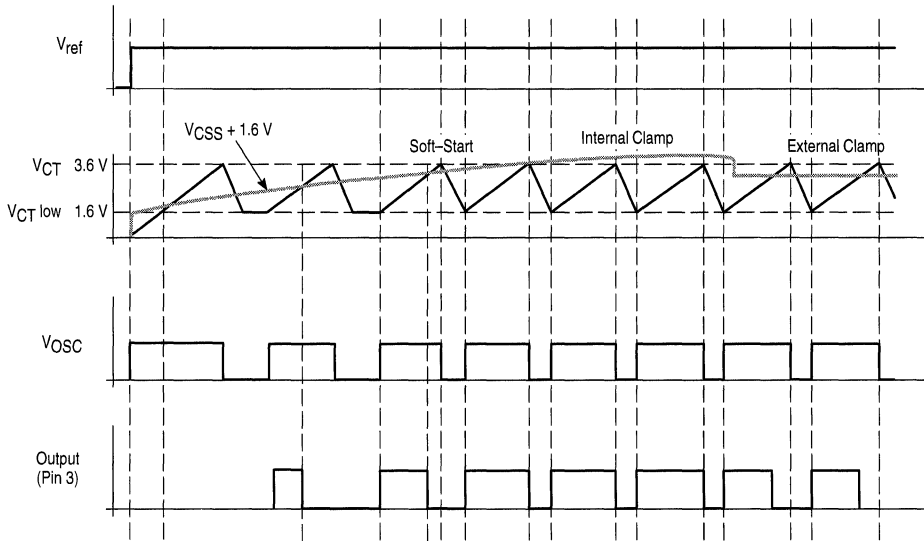 Vref
VCSS + 1.6 V
Soft–Start
Internal Clamp
External Clamp
VCT 3.6 V
VCT low 1.6 V
VOSC
Output
(Pin 3)